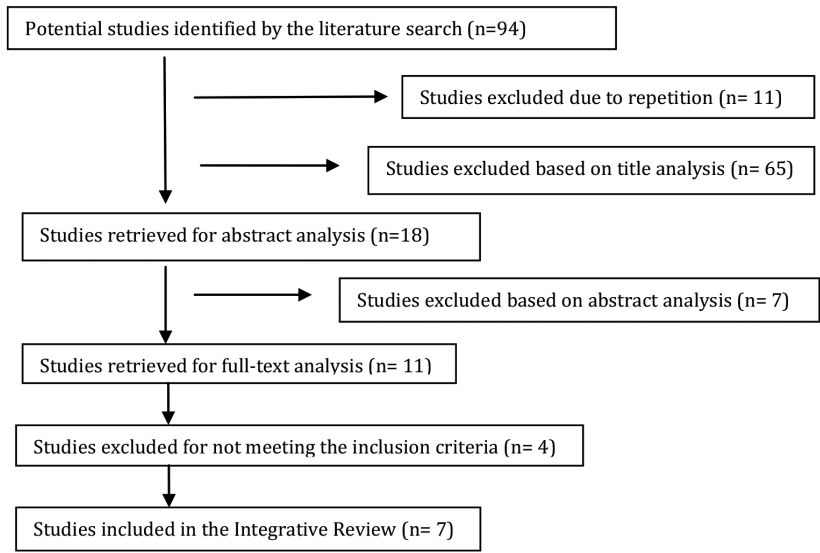 Potential studies identified by the literature search (n=94)
Studies excluded due to repetition (n= 11)
Studies excluded based on title analysis (n= 65)
Studies retrieved for abstract analysis (n=18)
Studies excluded based on abstract analysis (n= 7)
Studies retrieved for full-text analysis (n= 11)
Studies excluded for not meeting the inclusion criteria (n= 4)
Studies included in the Integrative Review (n= 7)